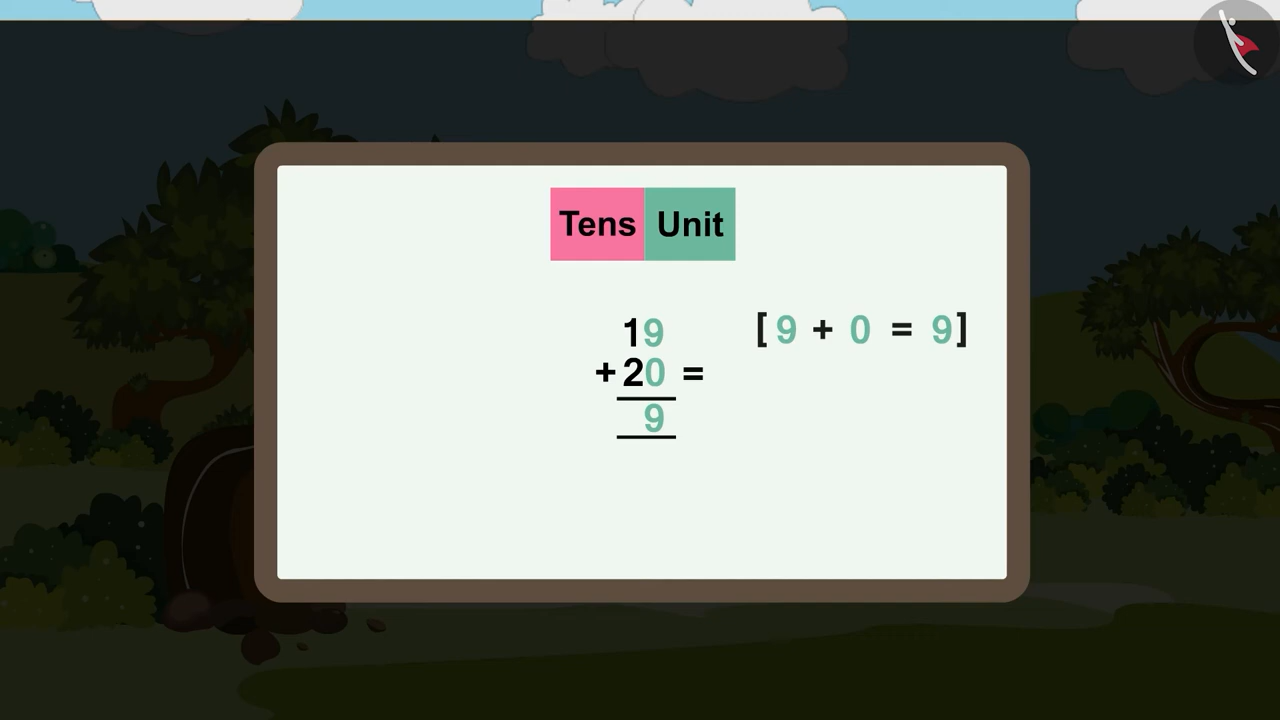 Tens Unit
19 [ 9 + 0 = 9 ]
+ 20 =
9